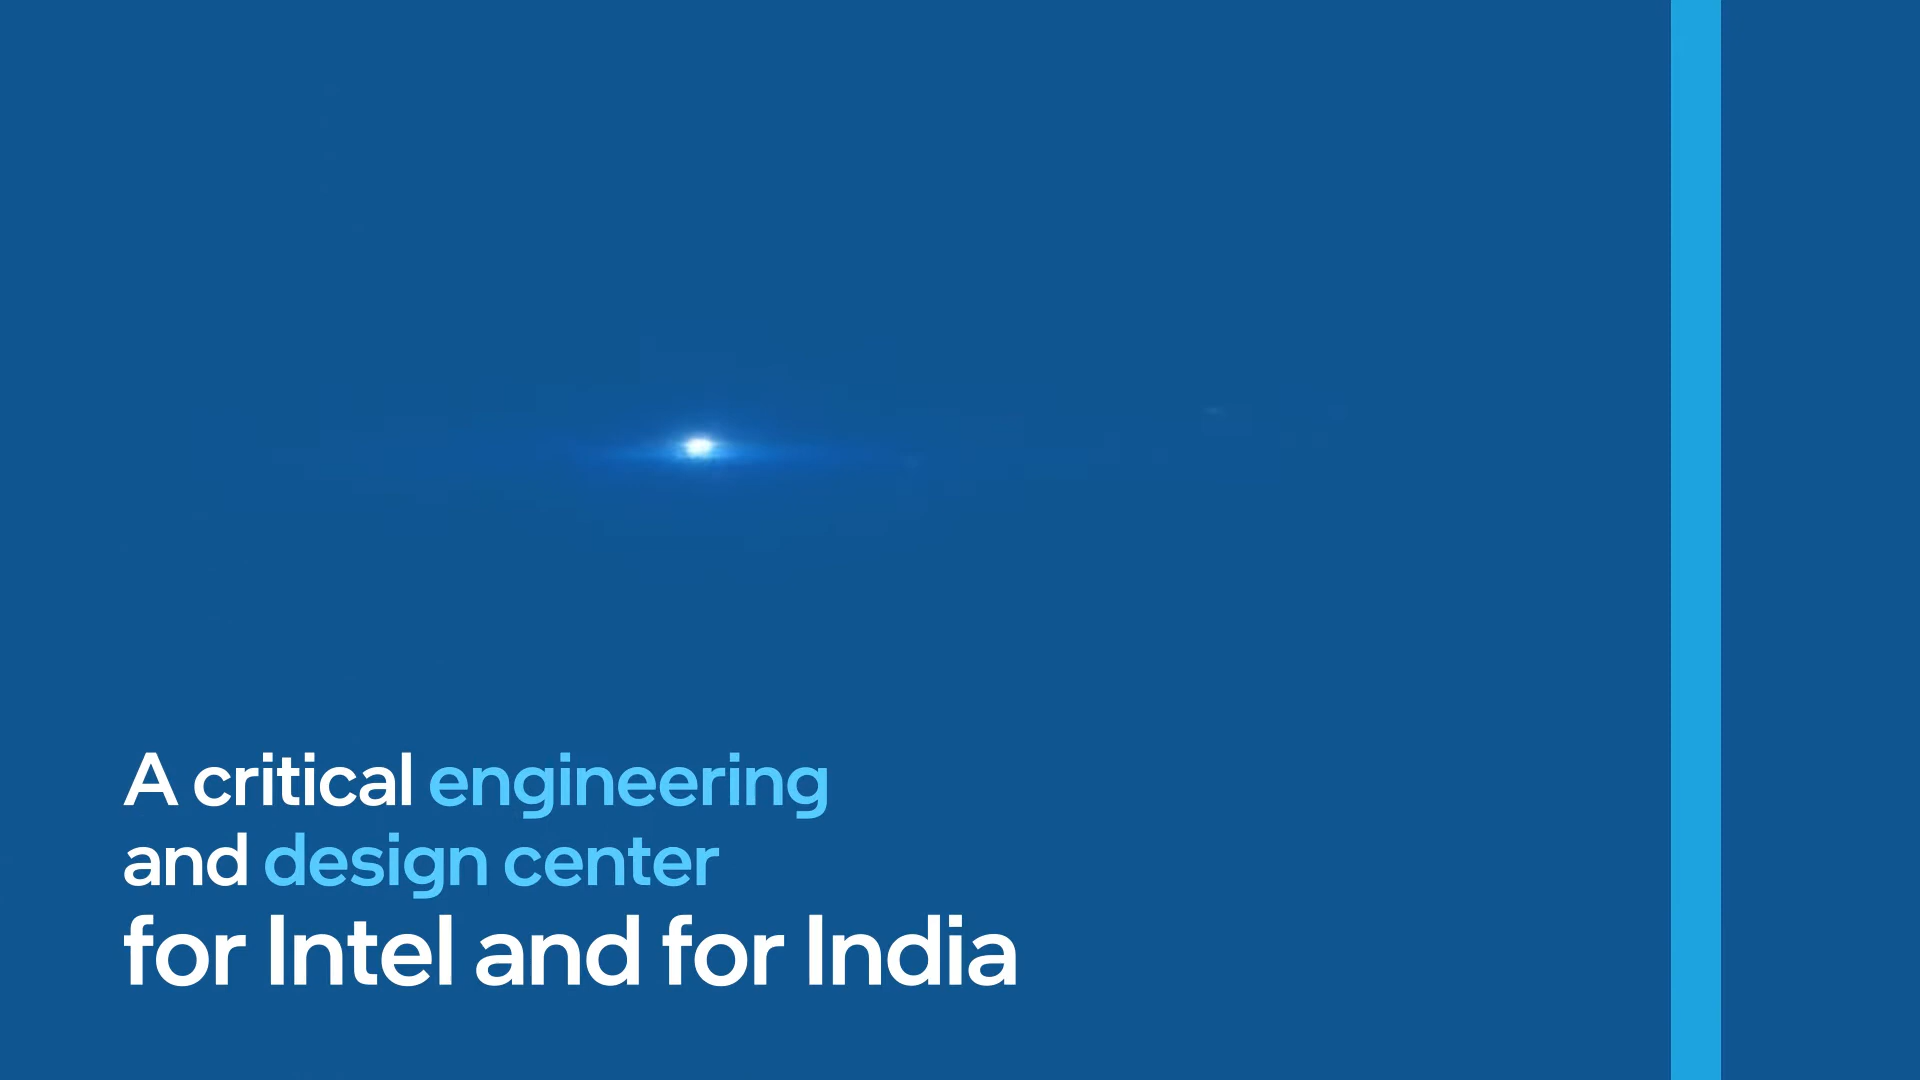 A critical engineering
and design center
for Intel and for India